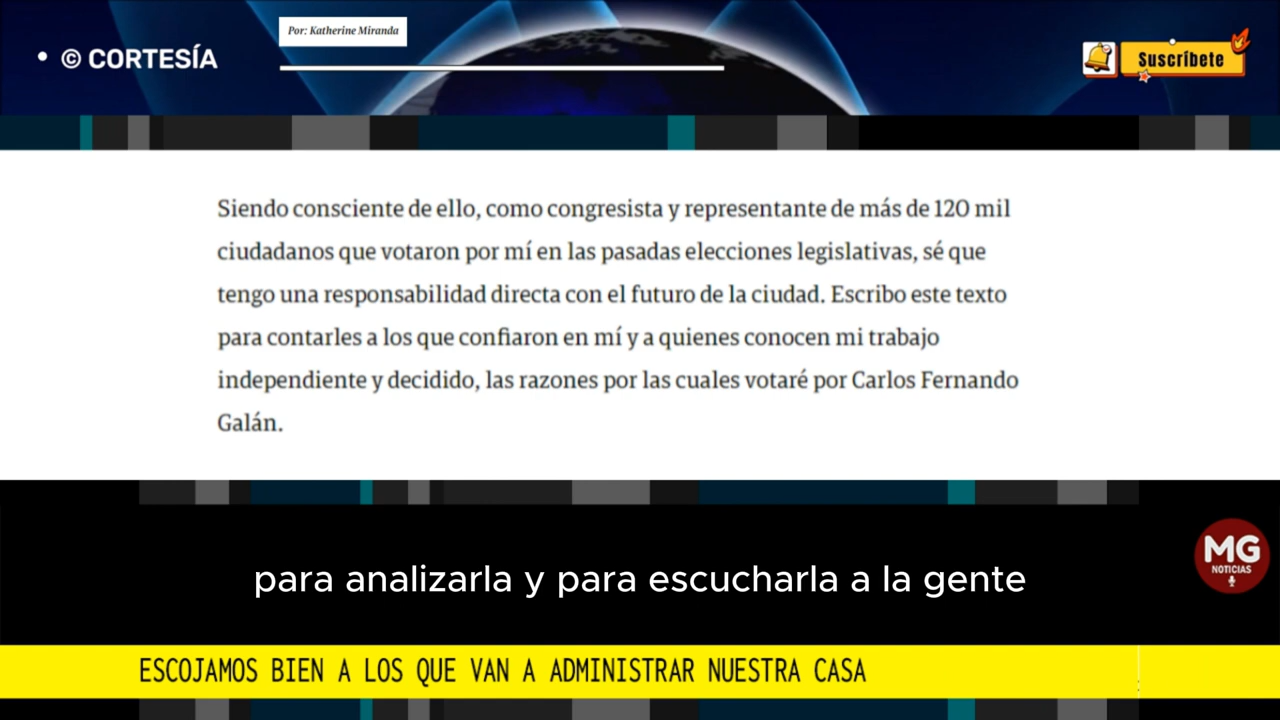 © CORTESÍA
Por: Katherine Miranda
Suscríbete
Siendo consciente de ello, como congresista y representante de más de 120 mil
ciudadanos que votaron por mí en las pasadas elecciones legislativas, sé que
tengo una responsabilidad directa con el futuro de la ciudad. Escribo este texto
para contarles a los que confiaron en mí y a quienes conocen mi trabajo
independiente y decidido, las razones por las cuales votaré por Carlos Fernando
Galán.
MG
NOTICIAS
para analizarla y para escucharla a la gente
ESCOJAMOS BIEN A LOS QUE VAN A ADMINISTRAR NUESTRA CASA